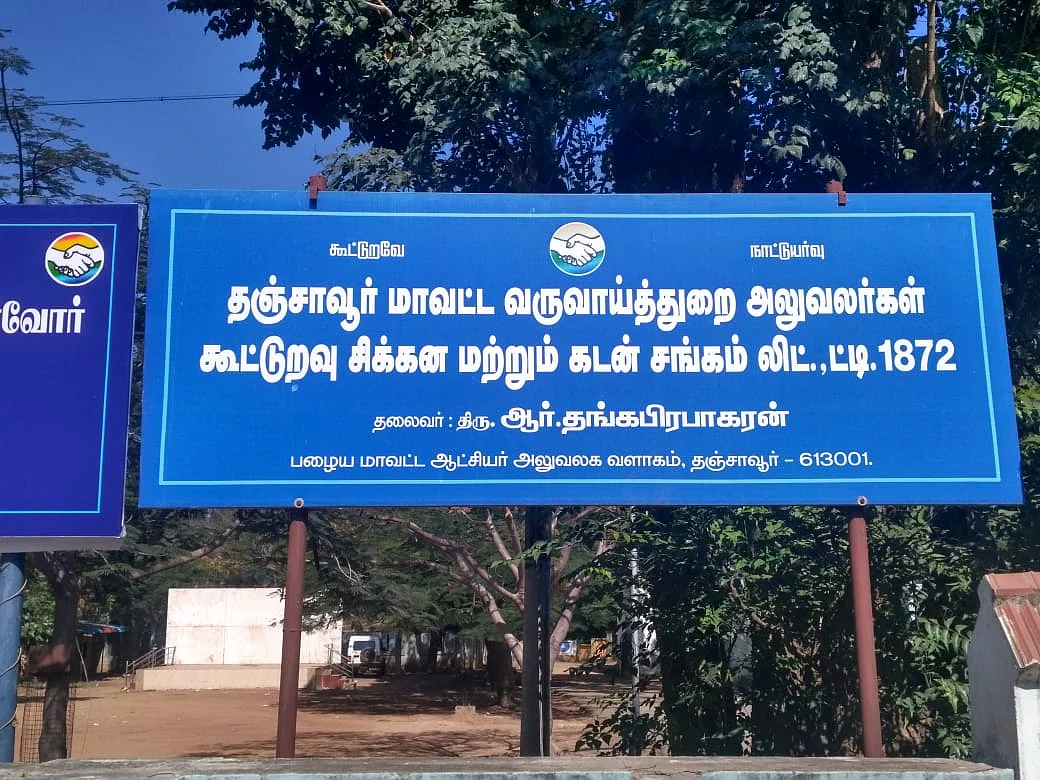 கூட்டுறவே நாட்டுயர்வு
தஞ்சாவூர் மாவட்ட வருவாய்த்துறை அலுவலர்கள்
கூட்டுறவு சிக்கன மற்றும் கடன் சங்கம் லிட்.,ட்டி.1872
தலைவர் : திரு. ஆர்.தங்கபிரபாகரன்
பழைய மாவட்ட ஆட்சியர் அலுவலக வளாகம், தஞ்சாவூர் – 613001.